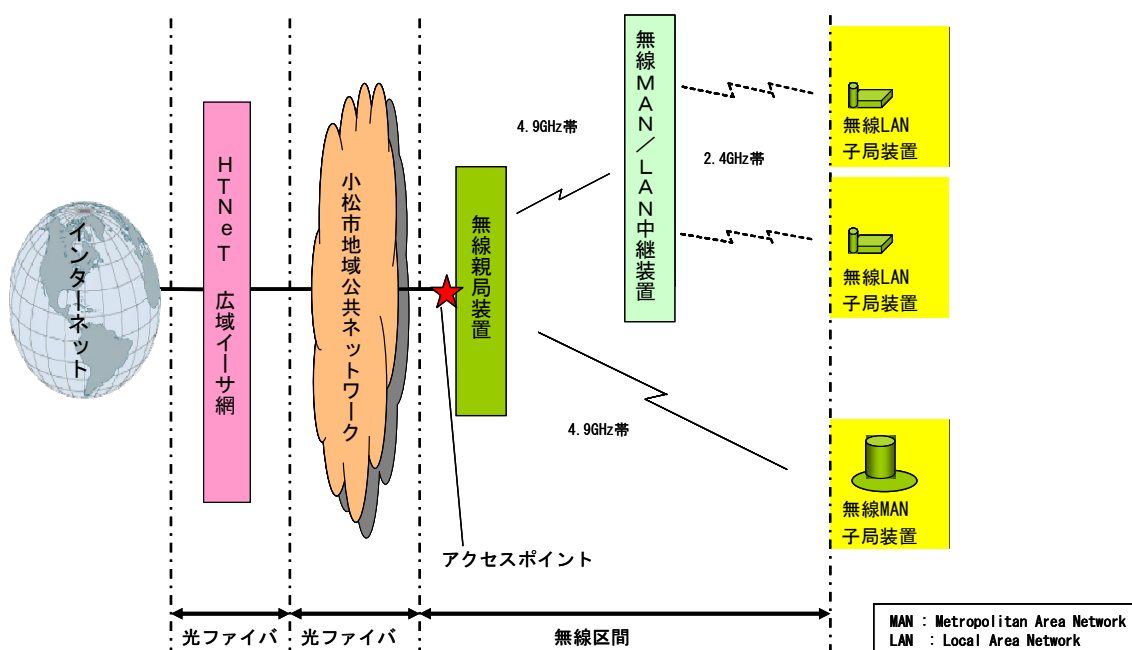 インターネット
HTNeT 広域イーサ網
小松市地域公共ネットワーク
無線親局装置
アクセスポイント
4.9GHz帯
4.9GHz帯
無線MAN/LAN中継装置
2.4GHz帯
無線LAN
子局装置
無線LAN
子局装置
無線MAN
子局装置
光ファイバ
光ファイバ
無線区間
MAN : Metropolitan Area Network
LAN : Local Area Network